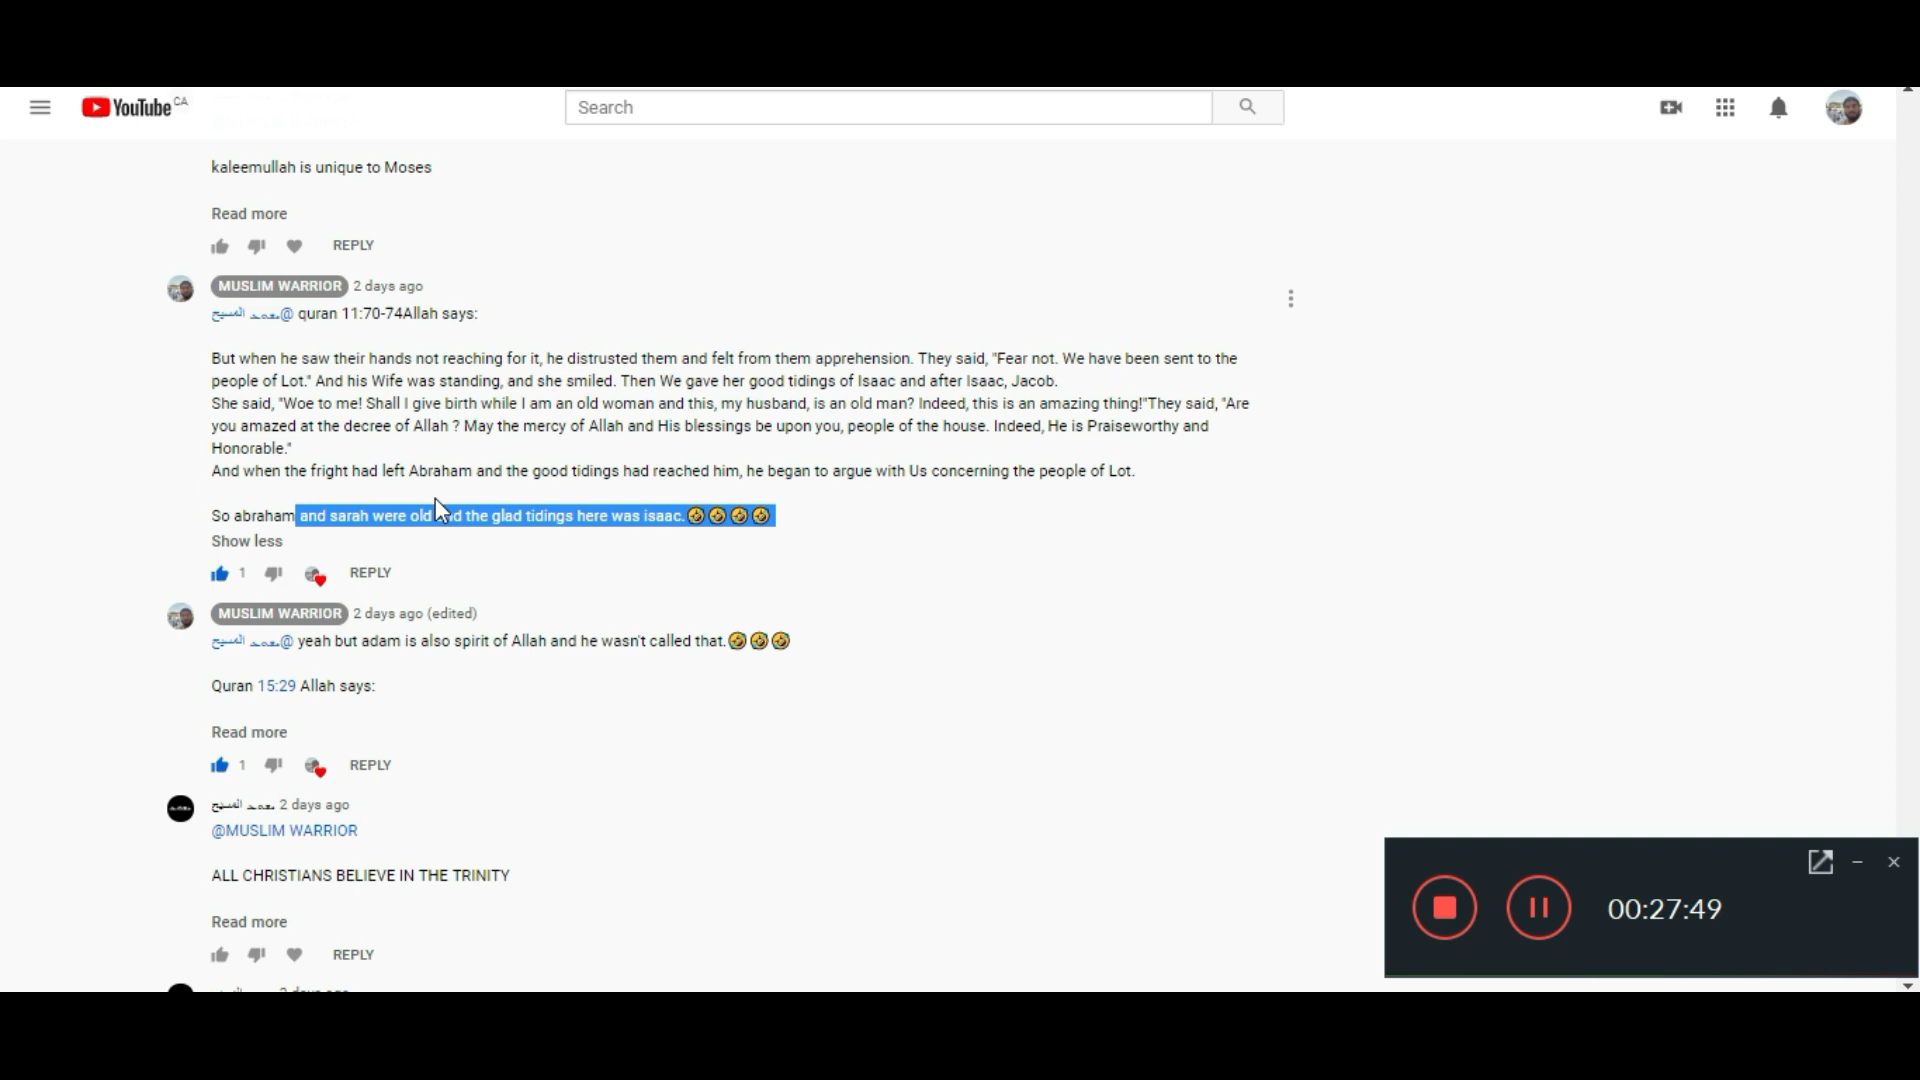 YouTube CA
Search
kaleemullah is unique to Moses
Read more
REPLY
MUSLIM WARRIOR 2 days ago
@محمد المسيح quran 11:70-74Allah says:
But when he saw their hands not reaching for it, he distrusted them and felt from them apprehension. They said, "Fear not. We have been sent to the
people of Lot." And his Wife was standing, and she smiled. Then We gave her good tidings of Isaac and after Isaac, Jacob.
She said, "Woe to me! Shall I give birth while I am an old woman and this, my husband, is an old man? Indeed, this is an amazing thing!"They said, "Are
you amazed at the decree of Allah ? May the mercy of Allah and His blessings be upon you, people of the house. Indeed, He is Praiseworthy and
Honorable."
And when the fright had left Abraham and the good tidings had reached him, he began to argue with Us concerning the people of Lot.
So abraham and sarah were old and the glad tidings here was isaac.🤣🤣🤣🤣
Show less
1 REPLY
MUSLIM WARRIOR 2 days ago (edited)
@محمد المسيح yeah but adam is also spirit of Allah and he wasn't called that.🤣🤣🤣
Quran 15:29 Allah says:
Read more
1 REPLY
محمد المسيح 2 days ago
@MUSLIM WARRIOR
ALL CHRISTIANS BELIEVE IN THE TRINITY
Read more
REPLY
00:27:49